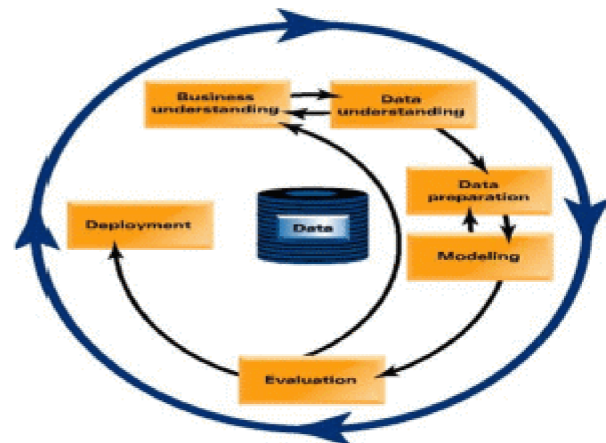 Business
understanding
Data
understanding
Data
preparation
Modeling
Evaluation
Deployment
Data